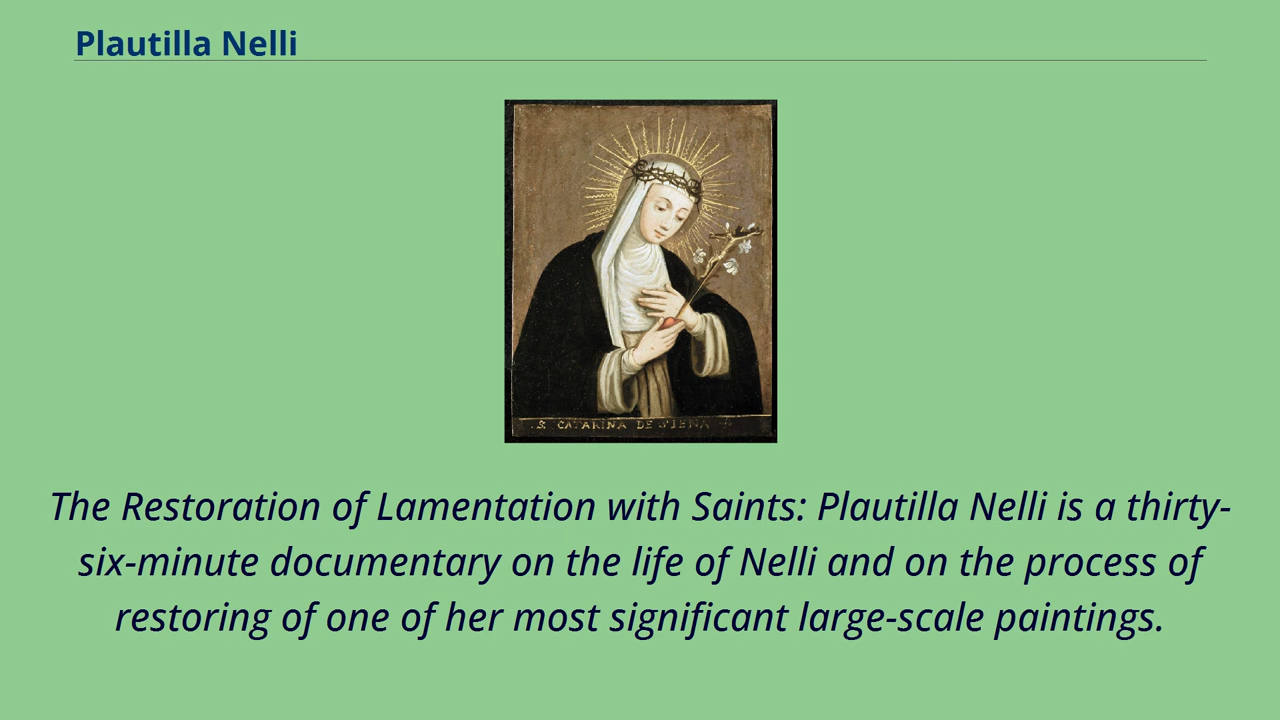 Plautilla Nelli
S. CATARINA DE SIENA
The Restoration of Lamentation with Saints: Plautilla Nelli is a thirty-
six-minute documentary on the life of Nelli and on the process of
restoring of one of her most significant large-scale paintings.